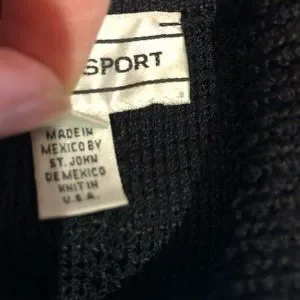 SPORT
MADE IN
MEXICO BY
ST. JOHN
DE MEXICO
KNIT IN
U.S.A.